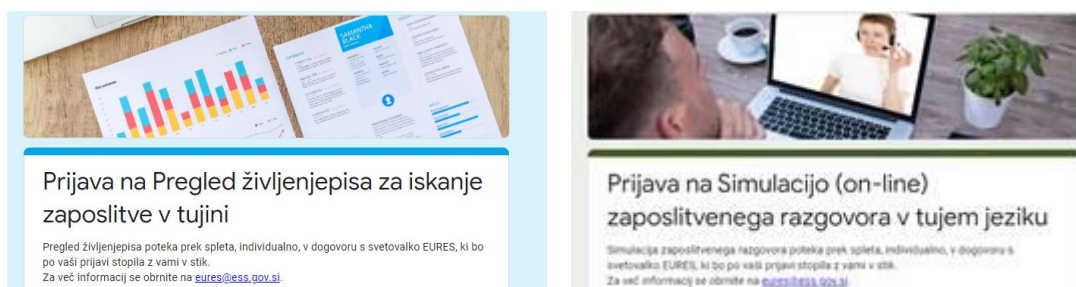 SAMANTHA
BLACK
Prijava na Pregled življenjepisa za iskanje
zaposlitve v tujini
Pregled življenjepisa poteka prek spleta, individualno, v dogovoru s svetovalko EURES, ki bo
po vaši prijavi stopila z vami v stik.
Za več informacij se obrnite na eures@ess.gov.si.
Prijava na Simulacijo (on-line)
zaposlitvenega razgovora v tujem jeziku
Simulacija zaposlitvenega razgovora poteka prek spleta, individualno, v dogovoru s
svetovalko EURES, ki bo po vaši prijavi stopila z vami v stik.
Za več informacij se obrnite na eures@ess.gov.si.